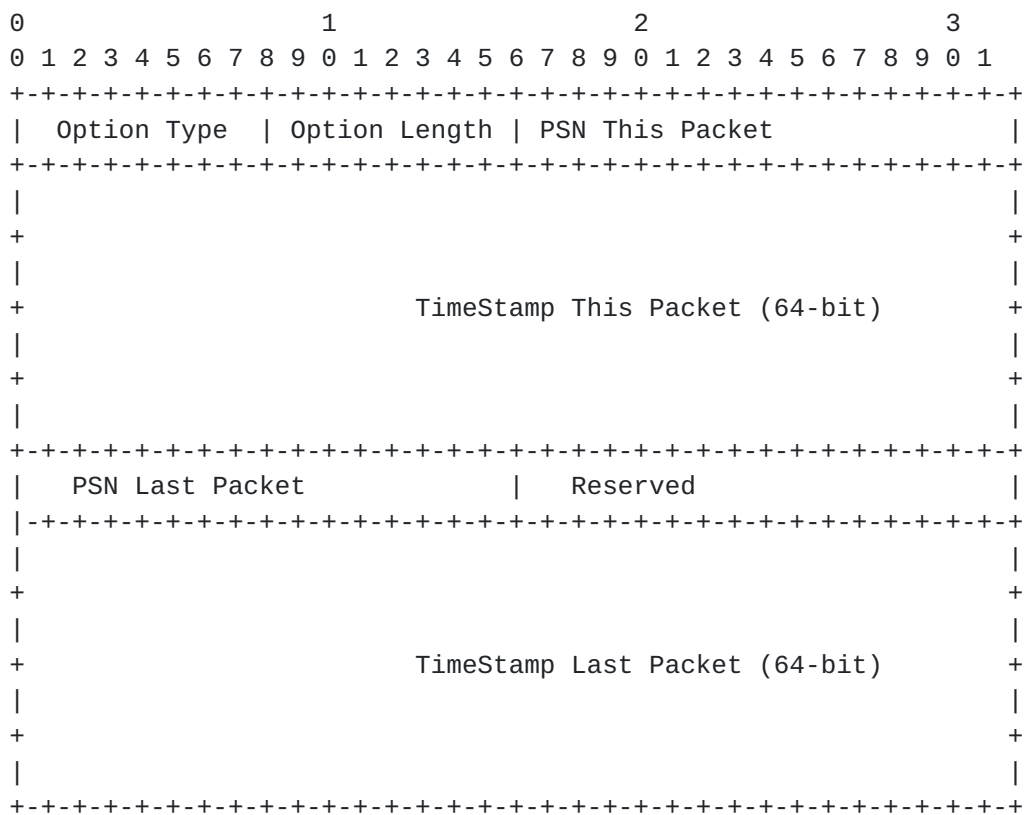 0                   1                   2                   3
0 1 2 3 4 5 6 7 8 9 0 1 2 3 4 5 6 7 8 9 0 1 2 3 4 5 6 7 8 9 0 1
+-+-+-+-+-+-+-+-+-+-+-+-+-+-+-+-+-+-+-+-+-+-+-+-+-+-+-+-+-+-+-+-+
|  Option Type  | Option Length | PSN This Packet               |
+-+-+-+-+-+-+-+-+-+-+-+-+-+-+-+-+-+-+-+-+-+-+-+-+-+-+-+-+-+-+-+-+
|                                                               |
+                                                               +
|                                                               |
+                         TimeStamp This Packet (64-bit)        +
|                                                               |
+                                                               +
|                                                               |
+-+-+-+-+-+-+-+-+-+-+-+-+-+-+-+-+-+-+-+-+-+-+-+-+-+-+-+-+-+-+-+-+
|   PSN Last Packet             |   Reserved                    |
|-+-+-+-+-+-+-+-+-+-+-+-+-+-+-+-+-+-+-+-+-+-+-+-+-+-+-+-+-+-+-+-+
|                                                               |
+                                                               +
|                                                               |
+                         TimeStamp Last Packet (64-bit)        +
|                                                               |
+                                                               +
|                                                               |
+-+-+-+-+-+-+-+-+-+-+-+-+-+-+-+-+-+-+-+-+-+-+-+-+-+-+-+-+-+-+-+-+